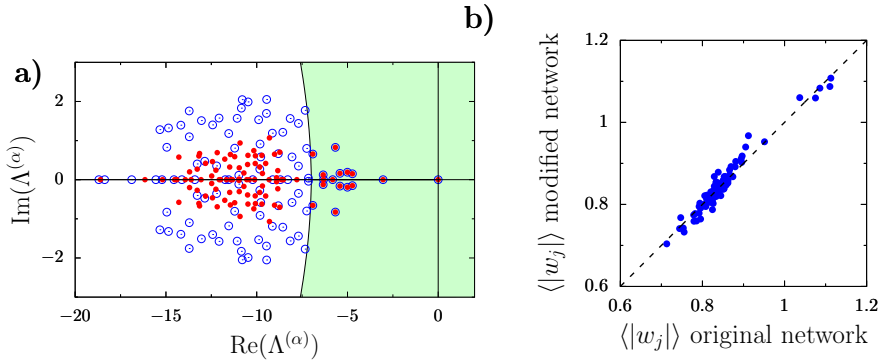 a)
Im(Λ^(α))
2
0
−2
−20
−15
−10
−5
0
Re(Λ^(α))
b)
⟨|w_j|⟩ modified network
1.2
1
0.8
0.6
0.6
0.8
1
1.2
⟨|w_j|⟩ original network